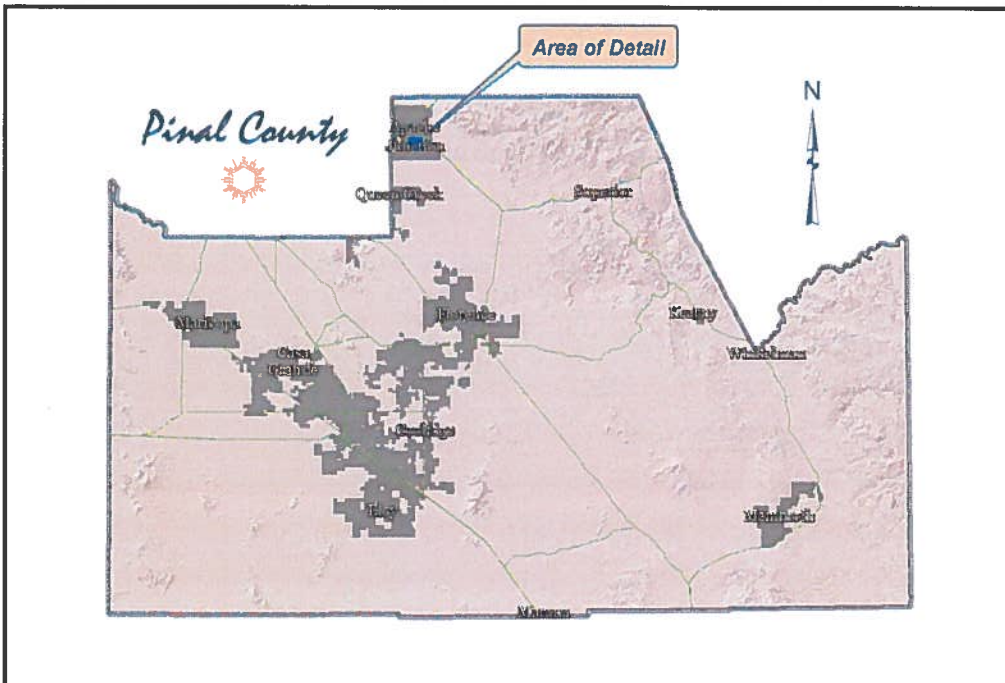 Area of Detail
N
Pinal County
Apache
Junction
Queen Creek
Superior
Florence
Kearny
Maricopa
Casa
Grande
Winkelman
Coolidge
Eloy
Mammoth
Marana